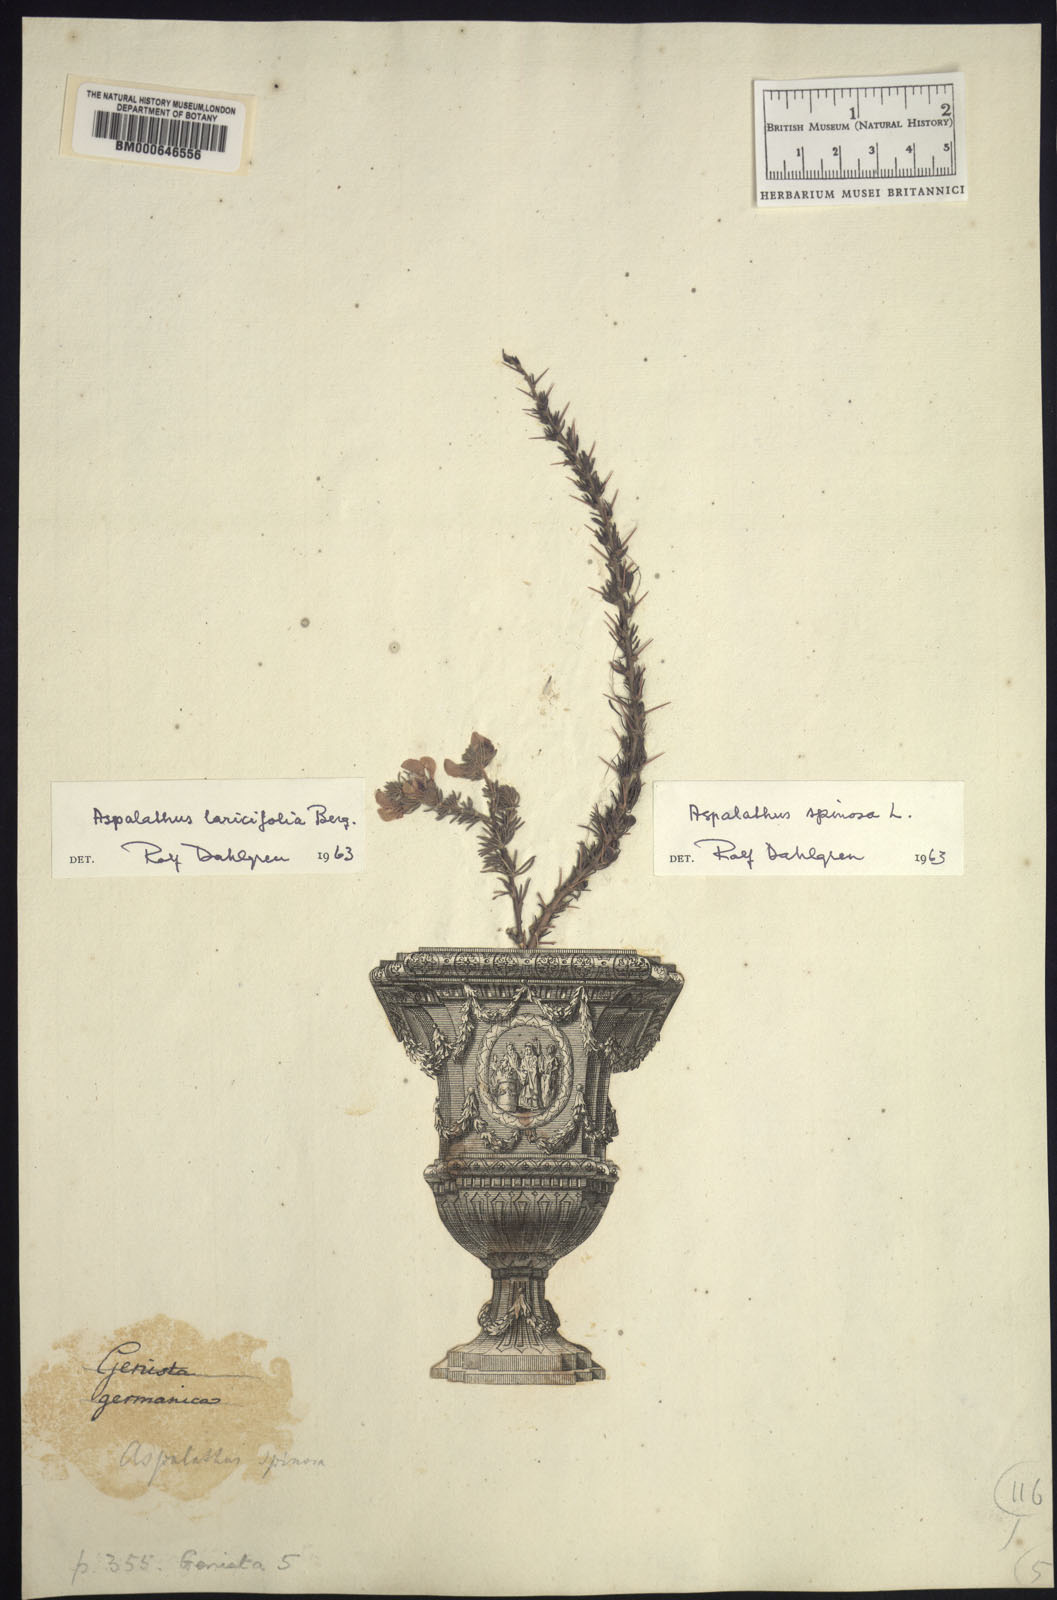 THE NATURAL HISTORY MUSEUM, LONDON
DEPARTMENT OF BOTANY
BM000646556
1 2
BRITISH MUSEUM (NATURAL HISTORY)
1 2 3 4 5
HERBARIUM MUSEI BRITANNICI
Aspalathus laricifolia Berg.
DET. Rolf Dahlgren 1963
Aspalathus spinosa L.
DET. Rolf Dahlgren 1963
Genista
germanica
Aspalathus spinosa
p. 355. Genista 5
116
/
(5